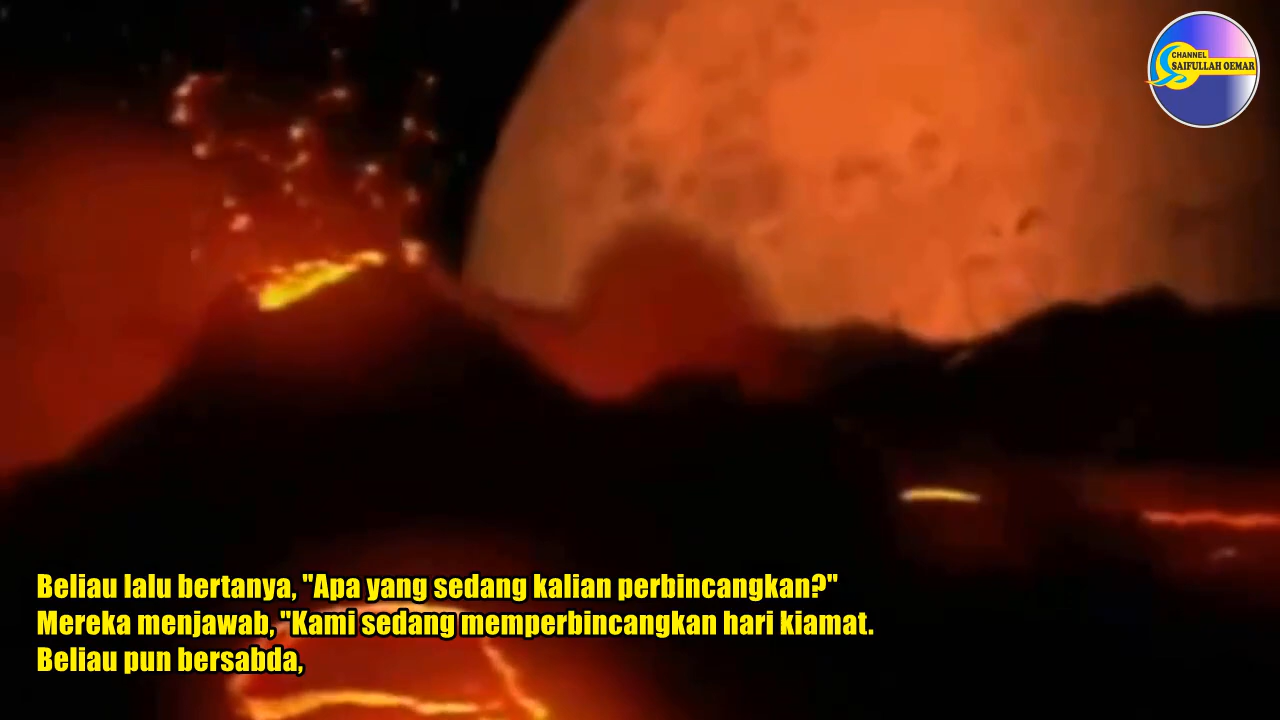 CHANNEL
SAIFULLAH OEMAR
Beliau lalu bertanya, "Apa yang sedang kalian perbincangkan?"
Mereka menjawab, "Kami sedang memperbincangkan hari kiamat.
Beliau pun bersabda,